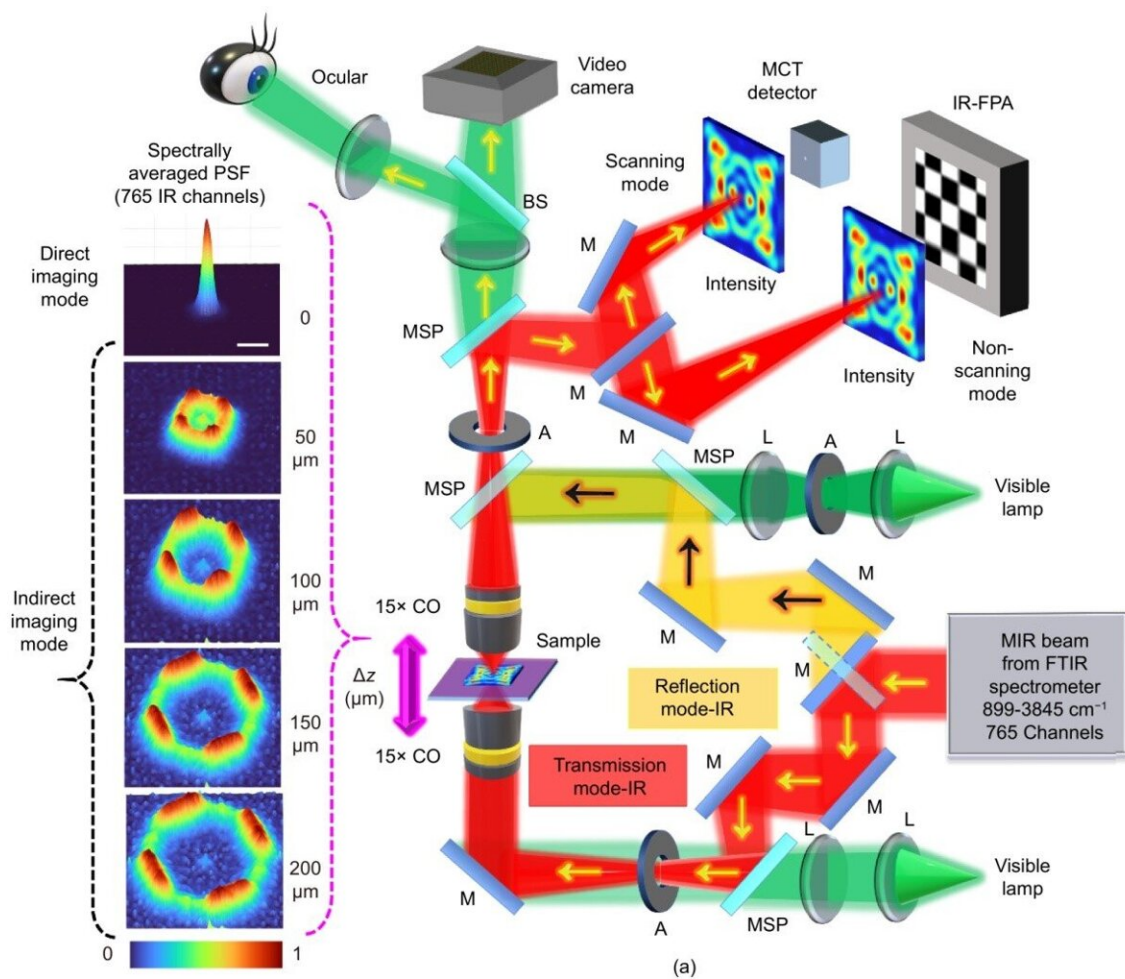 Ocular
Video
camera
MCT
detector
IR-FPA
Spectrally
averaged PSF
(765 IR channels)
Scanning
mode
BS
M
Direct
imaging
mode
0
Intensity
MSP
M
Intensity
Non-
scanning
mode
M
50
μm
A
MSP
MSP
L
A
L
Visible
lamp
100
μm
Indirect
imaging
mode
15× CO
Sample
Δz
(μm)
M
M
M
Reflection
mode-IR
MIR beam
from FTIR
spectrometer
899-3845 cm⁻¹
765 Channels
150
μm
15× CO
Transmission
mode-IR
M
M
L
L
200
μm
M
A
MSP
Visible
lamp
0
1
(a)